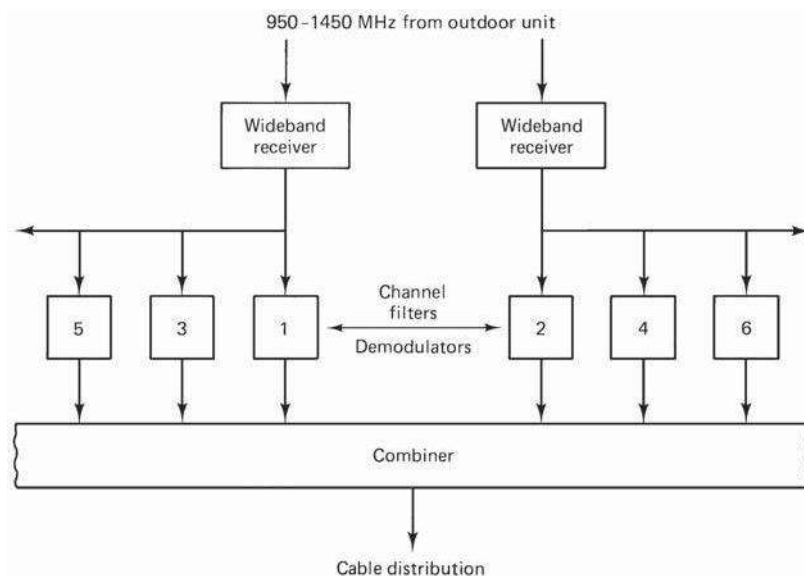 950-1450 MHz from outdoor unit
Wideband
receiver
Wideband
receiver
5
3
1
Channel
filters
Demodulators
2
4
6
Combiner
Cable distribution